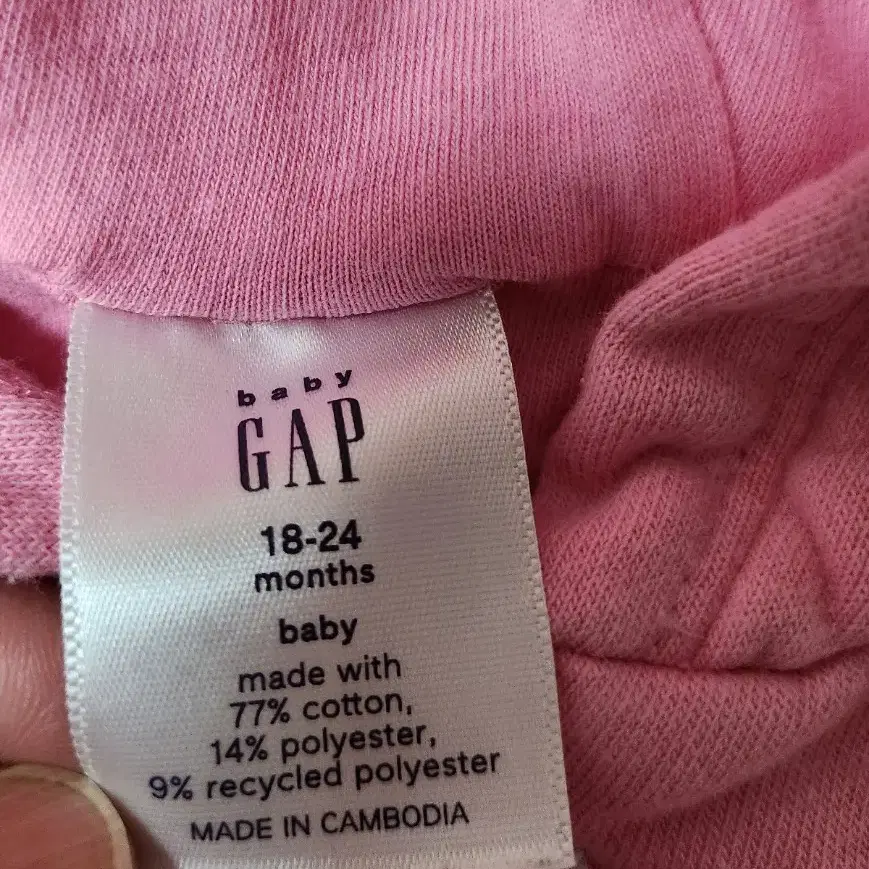 baby
GAP
18-24
months
baby
made with
77% cotton,
14% polyester,
9% recycled polyester
MADE IN CAMBODIA